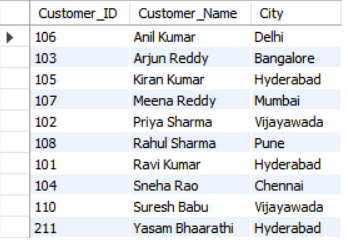 Customer_ID Customer_Name City
106 Anil Kumar Delhi
103 Arjun Reddy Bangalore
105 Kiran Kumar Hyderabad
107 Meena Reddy Mumbai
102 Priya Sharma Vijayawada
108 Rahul Sharma Pune
101 Ravi Kumar Hyderabad
104 Sneha Rao Chennai
110 Suresh Babu Vijayawada
211 Yasam Bhaarathi Hyderabad